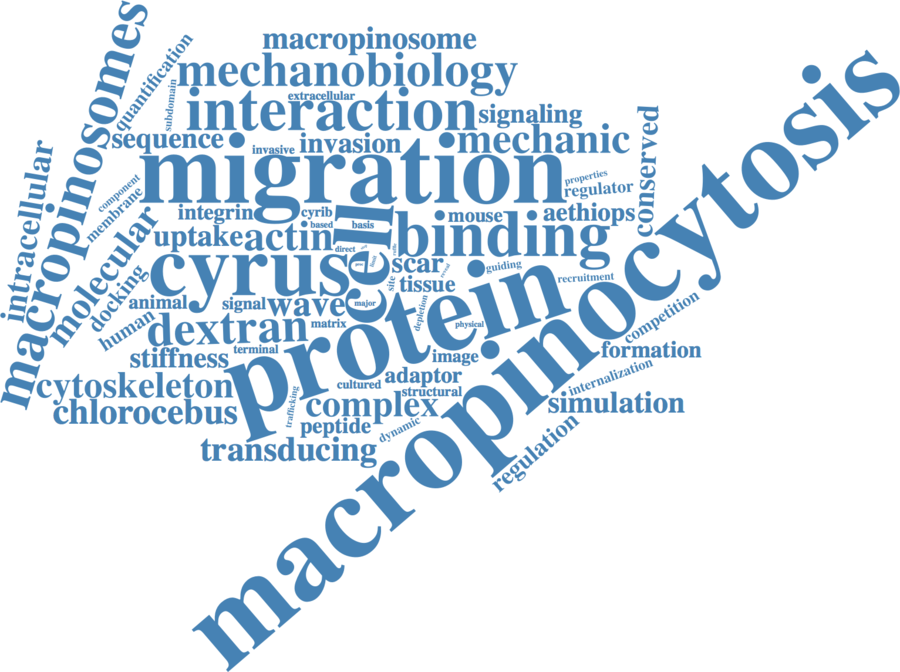 macropinosome
mechanobiology
extracellular
interaction
signaling
quantification
subdomain
macropinosomes
sequence
invasive
invasion
mechanic
conserved
migration
properties
regulator
intracellular
component
membrane
integrin
cyrib
based
basis
mouse
aethiops
molecular
uptake
actin
direct
cell
binding
docking
cyrus
scar
site
guiding
tissue
recruitment
animal
signal
wave
major
depletion
human
dextran
matrix
physical
protein
competition
stiffness
terminal
image
formation
cytoskeleton
cultured
adaptor
structural
internalization
chlorocebus
trafficking
complex
simulation
peptide
dynamic
transducing
regulation
macropinocytosis